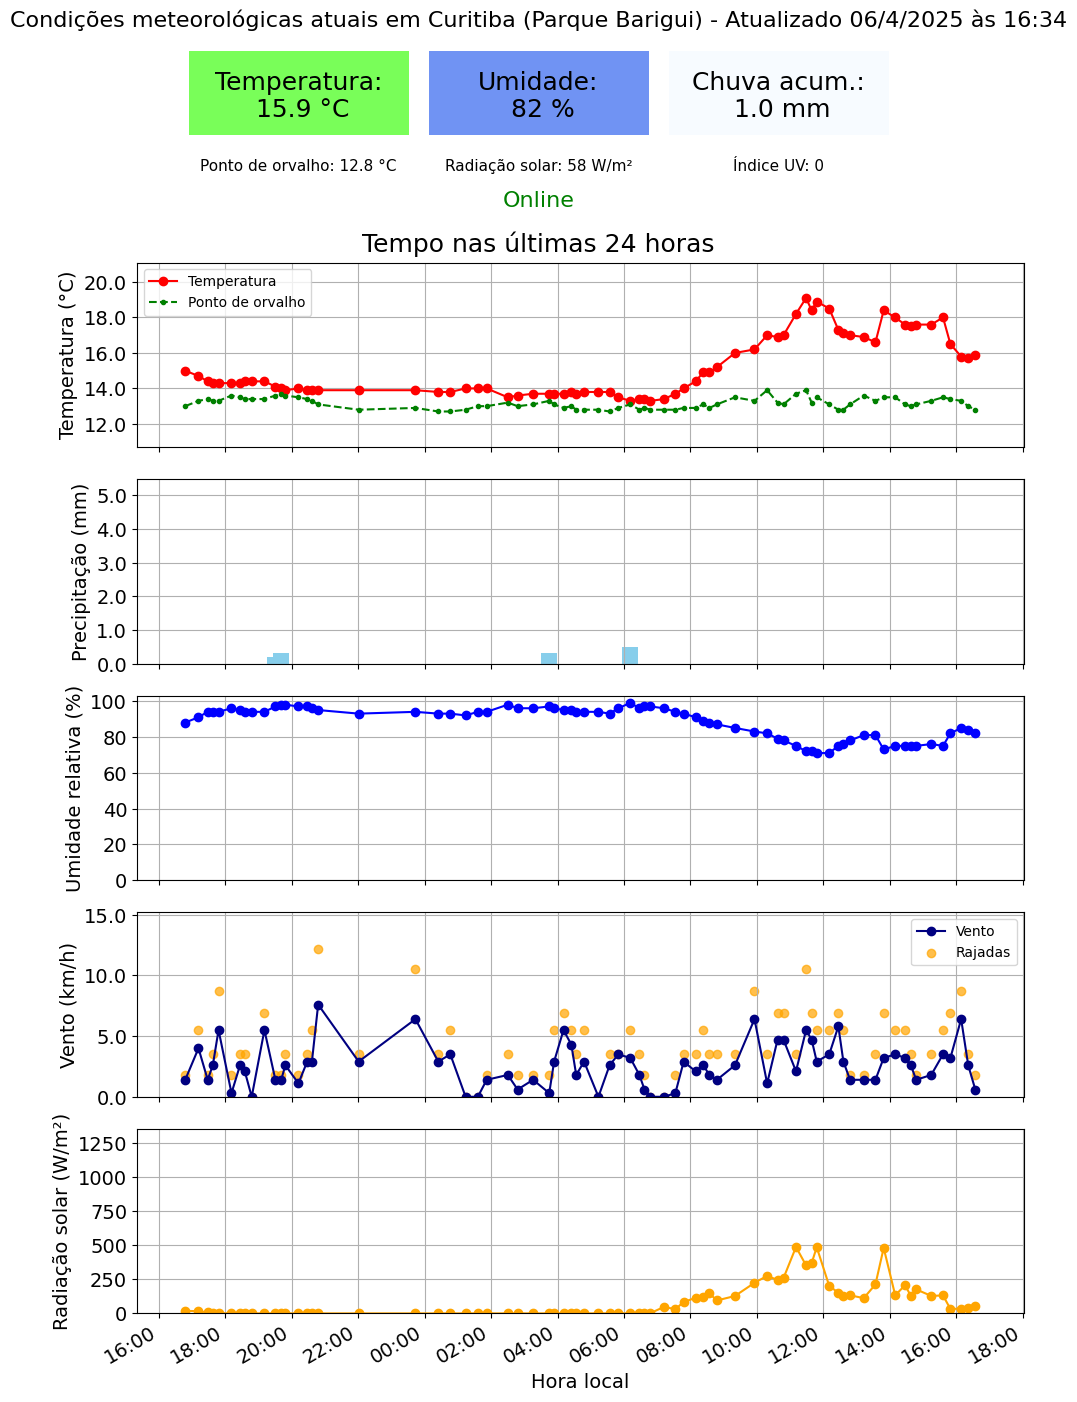 Condições meteorológicas atuais em Curitiba (Parque Barigui) - Atualizado 06/4/2025 às 16:34
Temperatura:
15.9 °C
Umidade:
82 %
Chuva acum.:
1.0 mm
Ponto de orvalho: 12.8 °C
Radiação solar: 58 W/m²
Índice UV: 0
Online
Tempo nas últimas 24 horas
Temperatura (°C)
20.0
18.0
16.0
14.0
12.0
Temperatura
Ponto de orvalho
Precipitação (mm)
5.0
4.0
3.0
2.0
1.0
0.0
Umidade relativa (%)
100
80
60
40
20
0
Vento (km/h)
15.0
10.0
5.0
0.0
Vento
Rajadas
Radiação solar (W/m²)
1250
1000
750
500
250
0
16:00
18:00
20:00
22:00
00:00
02:00
04:00
06:00
08:00
10:00
12:00
14:00
16:00
18:00
Hora local